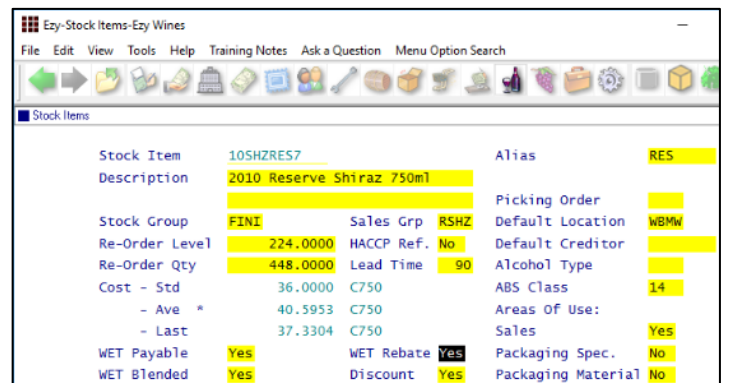 Ezy-Stock Items-Ezy Wines
File Edit View Tools Help Training Notes Ask a Question Menu Option Search
Stock Items
Stock Item 10SHZRES7 Alias RES
Description 2010 Reserve Shiraz 750ml
Picking Order
Stock Group FINI Sales Grp RSHZ Default Location WBMW
Re-Order Level 224.0000 HACCP Ref. No Default Creditor
Re-Order Qty 448.0000 Lead Time 90 Alcohol Type
Cost - Std 36.0000 C750 ABS Class 14
- Ave * 40.5953 C750 Areas Of Use:
- Last 37.3304 C750 Sales Yes
WET Payable Yes WET Rebate Yes Packaging Spec. No
WET Blended Yes Discount Yes Packaging Material No